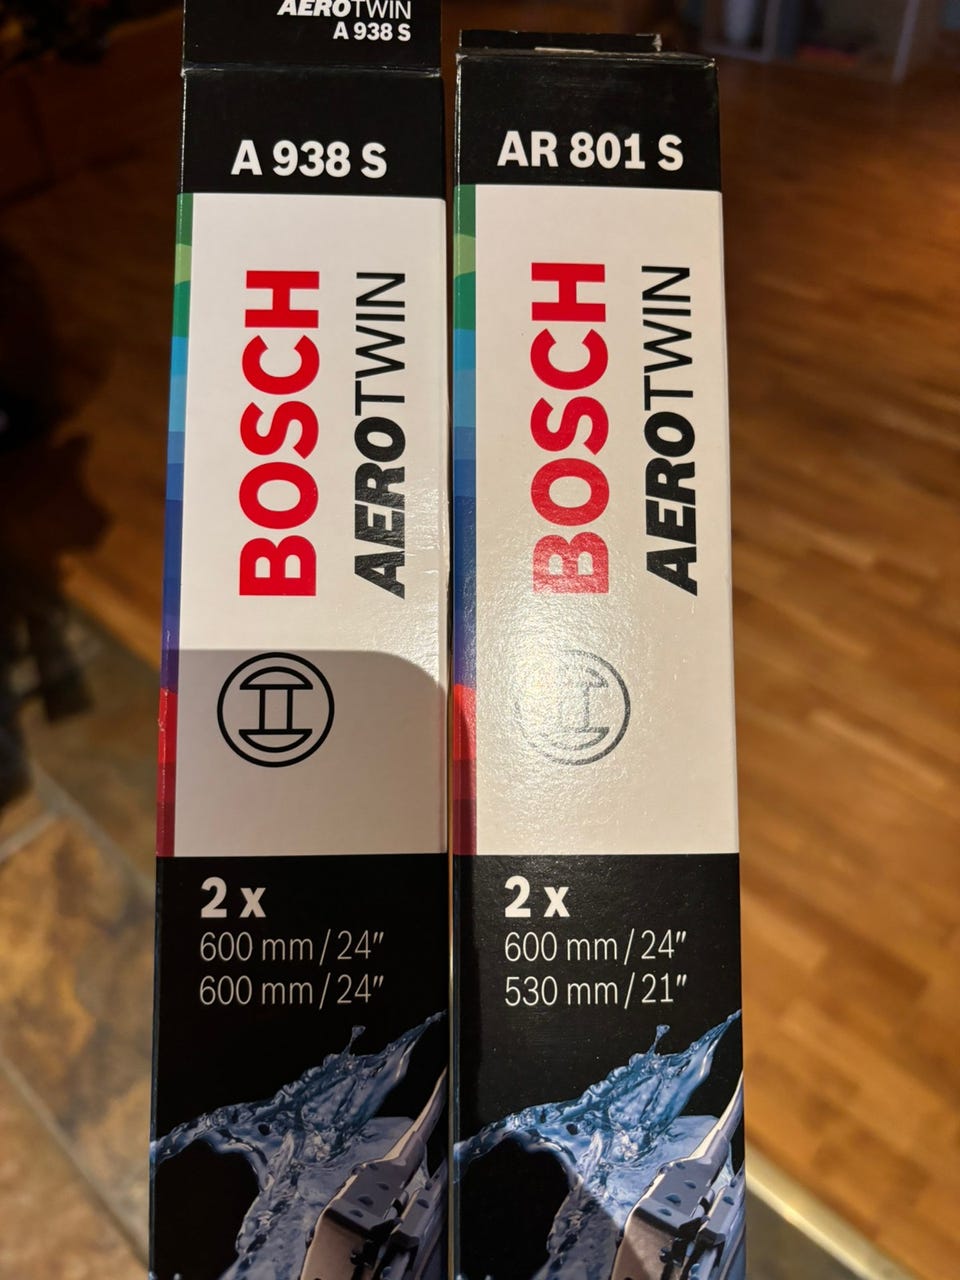 AEROTWIN
A 938 S
A 938 S
BOSCH
AEROTWIN
2 x
600 mm / 24"
600 mm / 24"
AR 801 S
BOSCH
AEROTWIN
2 x
600 mm / 24"
530 mm / 21"